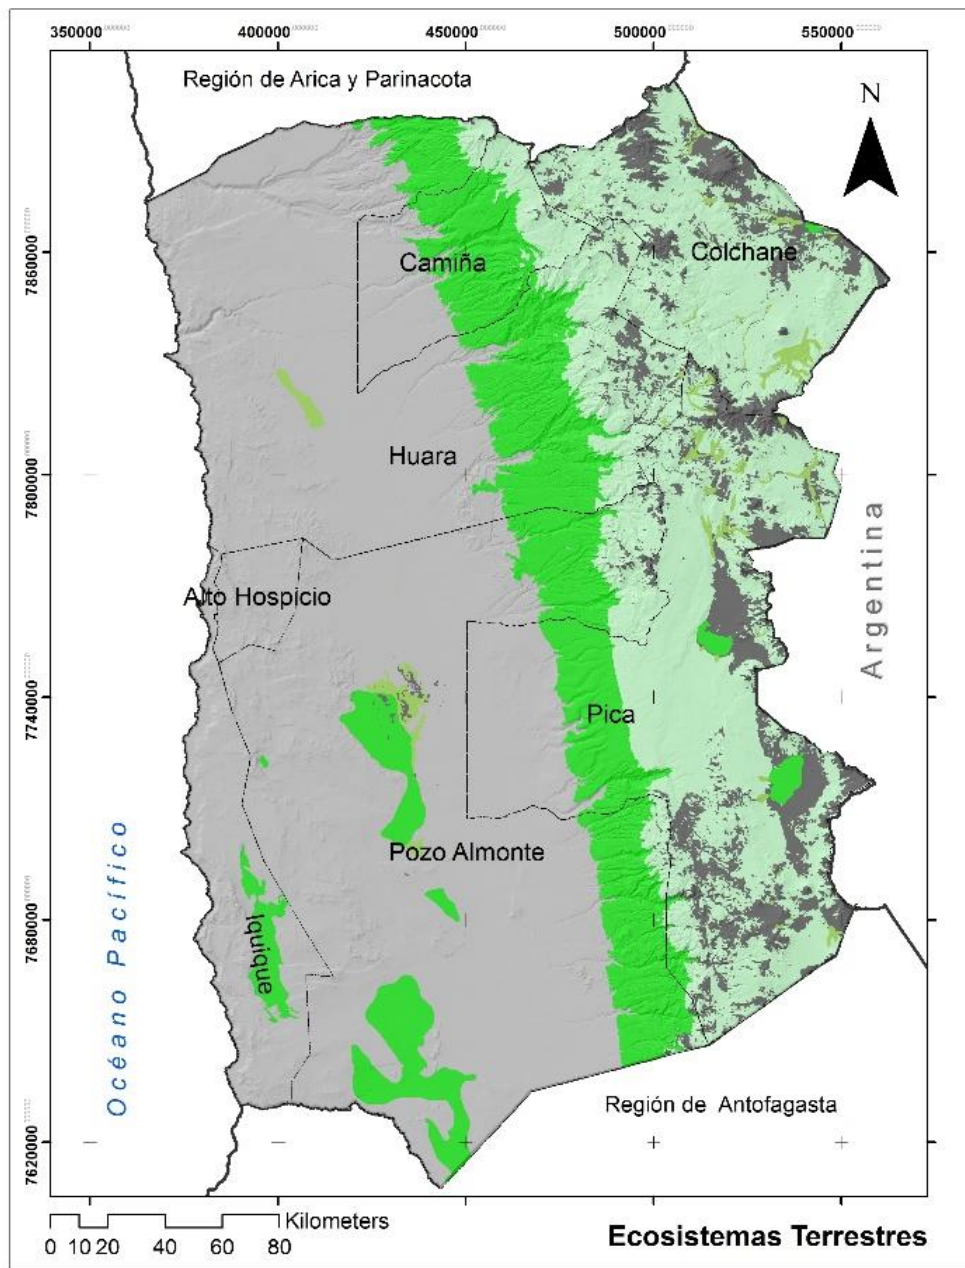 350000 400000 450000 500000 550000
Región de Arica y Parinacota
N
7860000
Camiña
Colchane
Huara
7800000
Alto Hospicio
Argentina
7740000
Pica
Pozo Almonte
7680000
Iquique
Océano Pacífico
Región de Antofagasta
7620000
Kilometers
0 10 20 40 60 80
Ecosistemas Terrestres